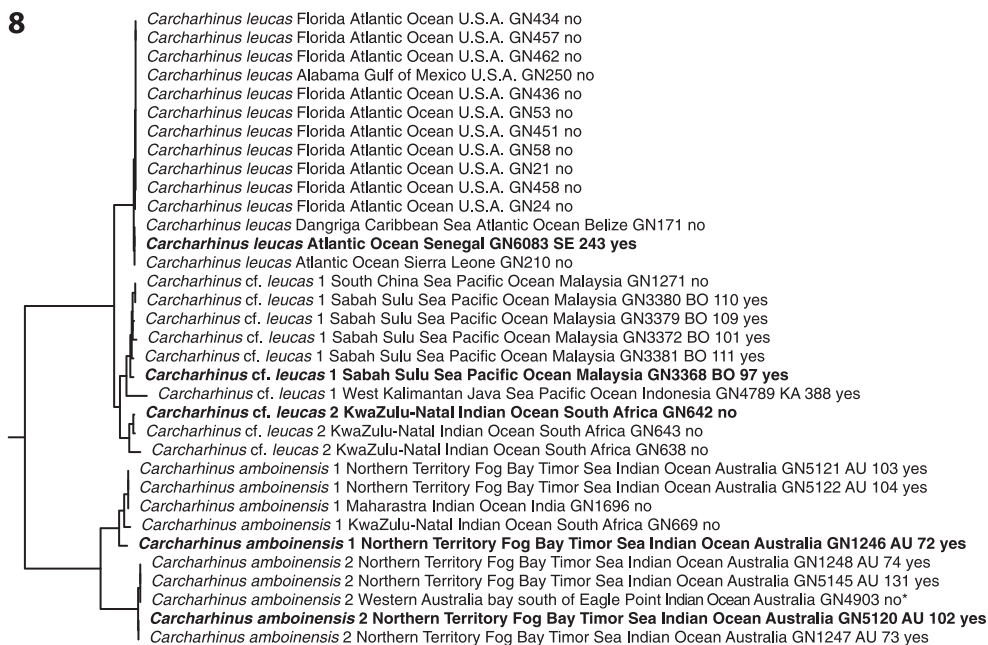 8
Carcharhinus leucas Florida Atlantic Ocean U.S.A. GN434 no
Carcharhinus leucas Florida Atlantic Ocean U.S.A. GN457 no
Carcharhinus leucas Florida Atlantic Ocean U.S.A. GN462 no
Carcharhinus leucas Alabama Gulf of Mexico U.S.A. GN250 no
Carcharhinus leucas Florida Atlantic Ocean U.S.A. GN436 no
Carcharhinus leucas Florida Atlantic Ocean U.S.A. GN53 no
Carcharhinus leucas Florida Atlantic Ocean U.S.A. GN451 no
Carcharhinus leucas Florida Atlantic Ocean U.S.A. GN58 no
Carcharhinus leucas Florida Atlantic Ocean U.S.A. GN21 no
Carcharhinus leucas Florida Atlantic Ocean U.S.A. GN458 no
Carcharhinus leucas Florida Atlantic Ocean U.S.A. GN24 no
Carcharhinus leucas Dangriga Caribbean Sea Atlantic Ocean Belize GN171 no
Carcharhinus leucas Atlantic Ocean Senegal GN6083 SE 243 yes
Carcharhinus leucas Atlantic Ocean Sierra Leone GN210 no
Carcharhinus cf. leucas 1 South China Sea Pacific Ocean Malaysia GN1271 no
Carcharhinus cf. leucas 1 Sabah Sulu Sea Pacific Ocean Malaysia GN3380 BO 110 yes
Carcharhinus cf. leucas 1 Sabah Sulu Sea Pacific Ocean Malaysia GN3379 BO 109 yes
Carcharhinus cf. leucas 1 Sabah Sulu Sea Pacific Ocean Malaysia GN3372 BO 101 yes
Carcharhinus cf. leucas 1 Sabah Sulu Sea Pacific Ocean Malaysia GN3381 BO 111 yes
Carcharhinus cf. leucas 1 Sabah Sulu Sea Pacific Ocean Malaysia GN3368 BO 97 yes
Carcharhinus cf. leucas 1 West Kalimantan Java Sea Pacific Ocean Indonesia GN4789 KA 388 yes
Carcharhinus cf. leucas 2 KwaZulu-Natal Indian Ocean South Africa GN642 no
Carcharhinus cf. leucas 2 KwaZulu-Natal Indian Ocean South Africa GN643 no
Carcharhinus cf. leucas 2 KwaZulu-Natal Indian Ocean South Africa GN638 no
Carcharhinus amboinensis 1 Northern Territory Fog Bay Timor Sea Indian Ocean Australia GN5121 AU 103 yes
Carcharhinus amboinensis 1 Northern Territory Fog Bay Timor Sea Indian Ocean Australia GN5122 AU 104 yes
Carcharhinus amboinensis 1 Maharastra Indian Ocean India GN1696 no
Carcharhinus amboinensis 1 KwaZulu-Natal Indian Ocean South Africa GN669 no
Carcharhinus amboinensis 1 Northern Territory Fog Bay Timor Sea Indian Ocean Australia GN1246 AU 72 yes
Carcharhinus amboinensis 2 Northern Territory Fog Bay Timor Sea Indian Ocean Australia GN1248 AU 74 yes
Carcharhinus amboinensis 2 Northern Territory Fog Bay Timor Sea Indian Ocean Australia GN5145 AU 131 yes
Carcharhinus amboinensis 2 Western Australia bay south of Eagle Point Indian Ocean Australia GN4903 no*
Carcharhinus amboinensis 2 Northern Territory Fog Bay Timor Sea Indian Ocean Australia GN5120 AU 102 yes
Carcharhinus amboinensis 2 Northern Territory Fog Bay Timor Sea Indian Ocean Australia GN1247 AU 73 yes